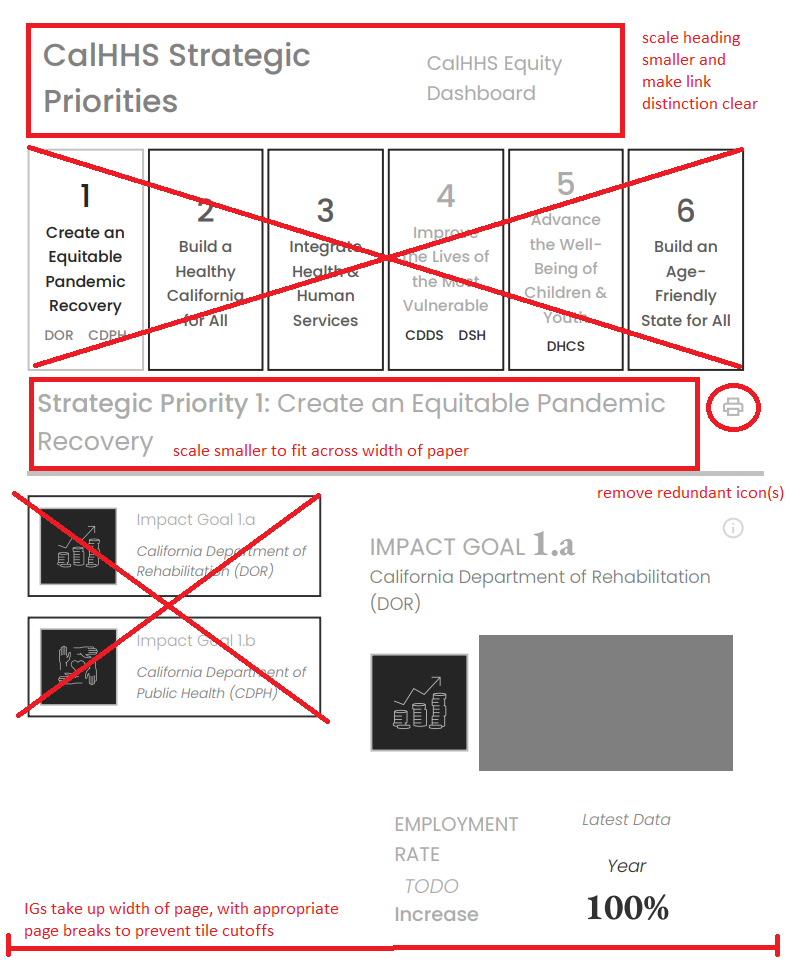 CalHHS Strategic
Priorities
CalHHS Equity
Dashboard
scale heading
smaller and
make link
distinction clear
1
Create an
Equitable
Pandemic
Recovery
DOR CDPH
2
Build a
Healthy
California
for All
3
Integrate
Health &
Human
Services
4
Improve
the Lives of
the Most
Vulnerable
CDDS DSH
5
Advance
the Well-
Being of
Children &
Youth
DHCS
6
Build an
Age-
Friendly
State for All
Strategic Priority 1: Create an Equitable Pandemic
Recovery
scale smaller to fit across width of paper
remove redundant icon(s)
Impact Goal 1.a
California Department of
Rehabilitation (DOR)
Impact Goal 1.b
California Department of
Public Health (CDPH)
IMPACT GOAL 1.a
California Department of Rehabilitation
(DOR)
EMPLOYMENT
RATE
TODO
Increase
Latest Data
Year
100%
IGs take up width of page, with appropriate
page breaks to prevent tile cutoffs